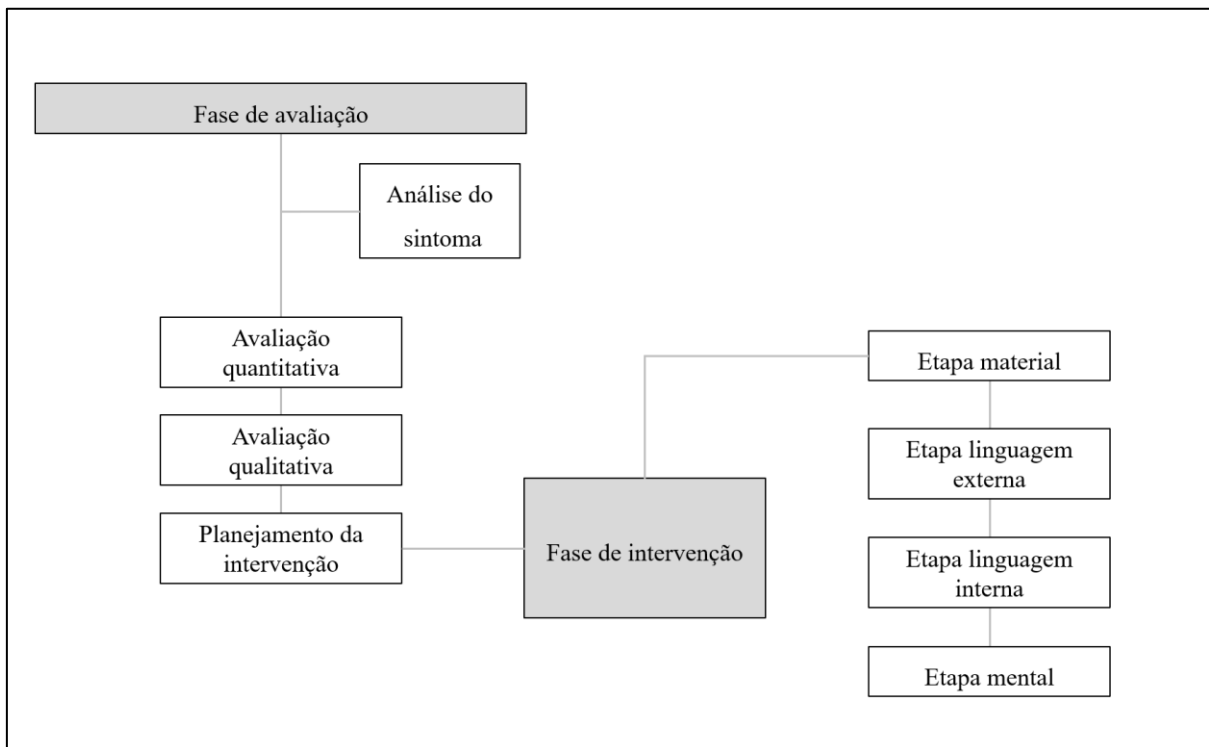 Fase de avaliação
Análise do
sintoma
Avaliação
quantitativa
Avaliação
qualitativa
Planejamento da
intervenção
Fase de intervenção
Etapa material
Etapa linguagem
externa
Etapa linguagem
interna
Etapa mental